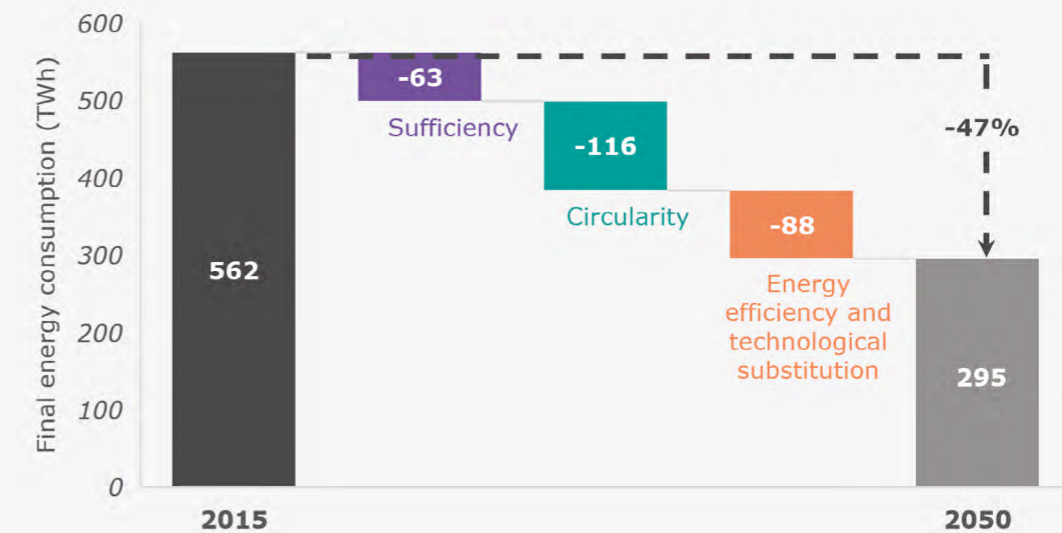 Final energy consumption (TWh)
600
500
400
300
200
100
0
562
-63
Sufficiency
-116
Circularity
-88
Energy
efficiency and
technological
substitution
-47%
295
2015
2050